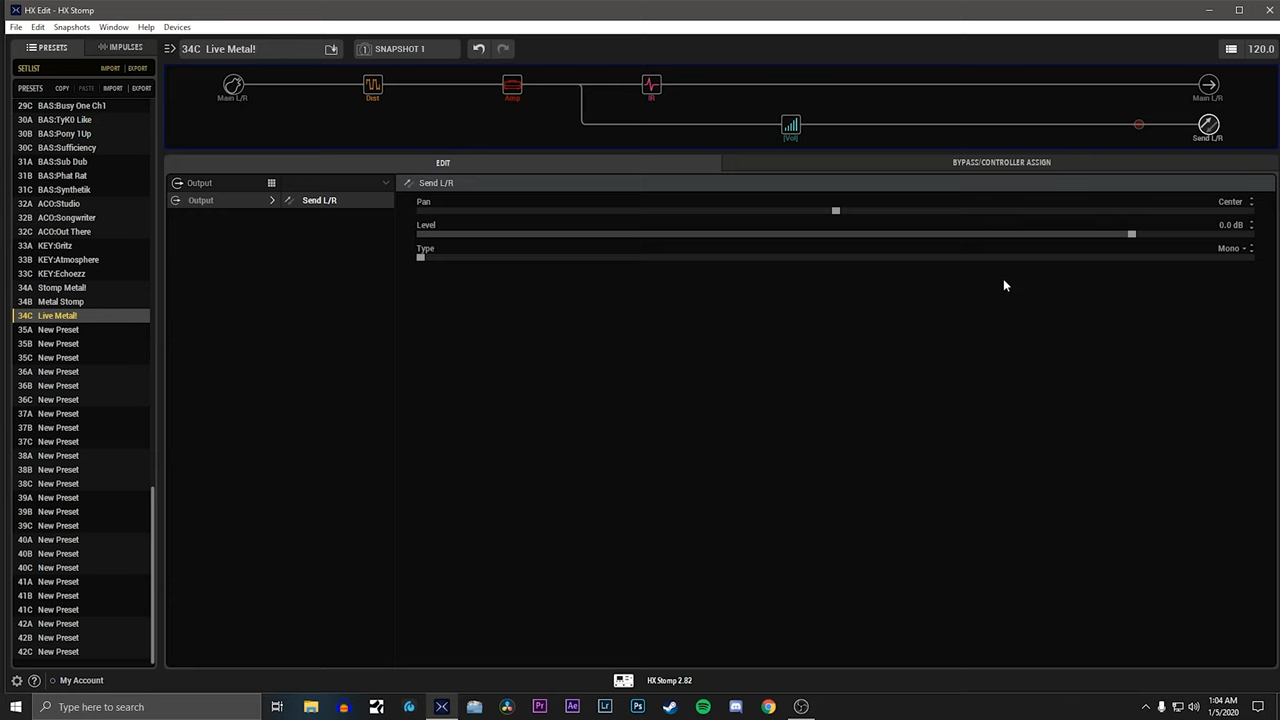 HX Edit - HX Stomp
File Edit Snapshots Window Help Devices
PRESETS IMPULSES
34C Live Metal!
1 SNAPSHOT 1
120.0
SETLIST IMPORT EXPORT
PRESETS COPY PASTE IMPORT EXPORT
29C BAS:Busy One Ch1
30A BAS:TyK0 Like
30B BAS:Pony 1Up
30C BAS:Sufficiency
31A BAS:Sub Dub
31B BAS:Phat Rat
31C BAS:Synthetik
32A ACO:Studio
32B ACO:Songwriter
32C ACO:Out There
33A KEY:Gritz
33B KEY:Atmosphere
33C KEY:Echoezz
34A Stomp Metal!
34B Metal Stomp
34C Live Metal!
35A New Preset
35B New Preset
35C New Preset
36A New Preset
36B New Preset
36C New Preset
37A New Preset
37B New Preset
37C New Preset
38A New Preset
38B New Preset
38C New Preset
39A New Preset
39B New Preset
39C New Preset
40A New Preset
40B New Preset
40C New Preset
41A New Preset
41B New Preset
41C New Preset
42A New Preset
42B New Preset
42C New Preset
Main L/R Dist Amp IR Main L/R
[Vol] Send L/R
EDIT BYPASS/CONTROLLER ASSIGN
Output
Output Send L/R
Send L/R
Pan Center
Level 0.0 dB
Type Mono
? My Account
HX Stomp 2.82
Type here to search
Pr Ae Lr Ps
1:04 AM
1/5/2020